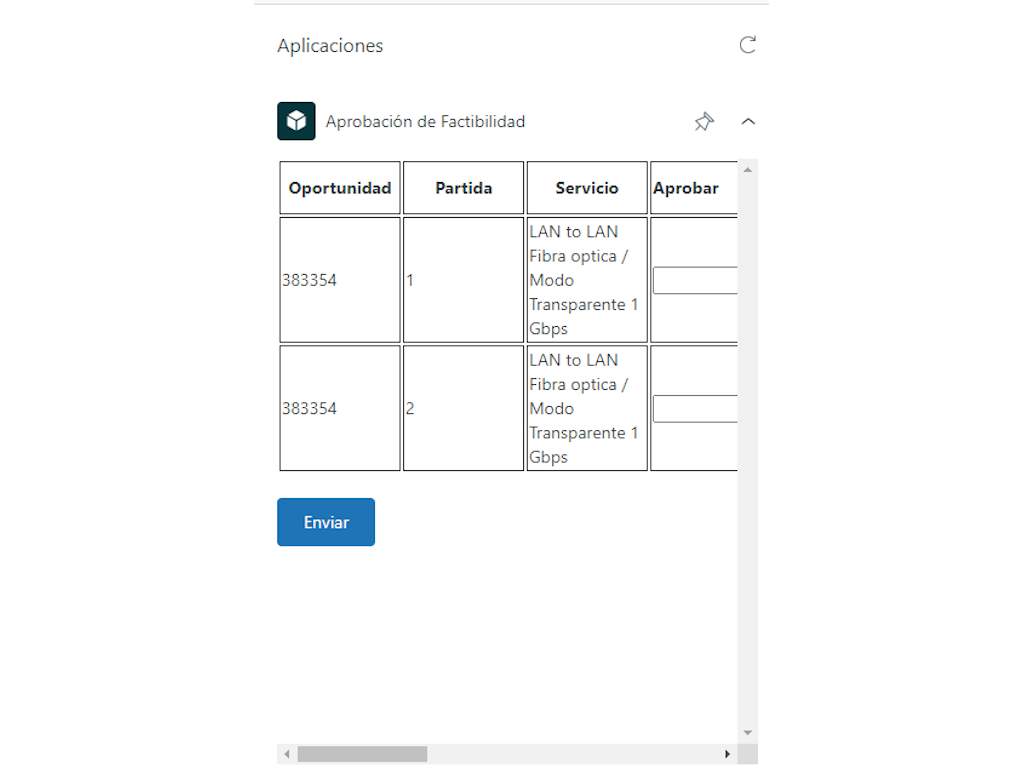 Aplicaciones
Aprobación de Factibilidad
Oportunidad Partida Servicio Aprobar
383354 1 LAN to LAN
Fibra optica /
Modo
Transparente 1
Gbps
383354 2 LAN to LAN
Fibra optica /
Modo
Transparente 1
Gbps
Enviar